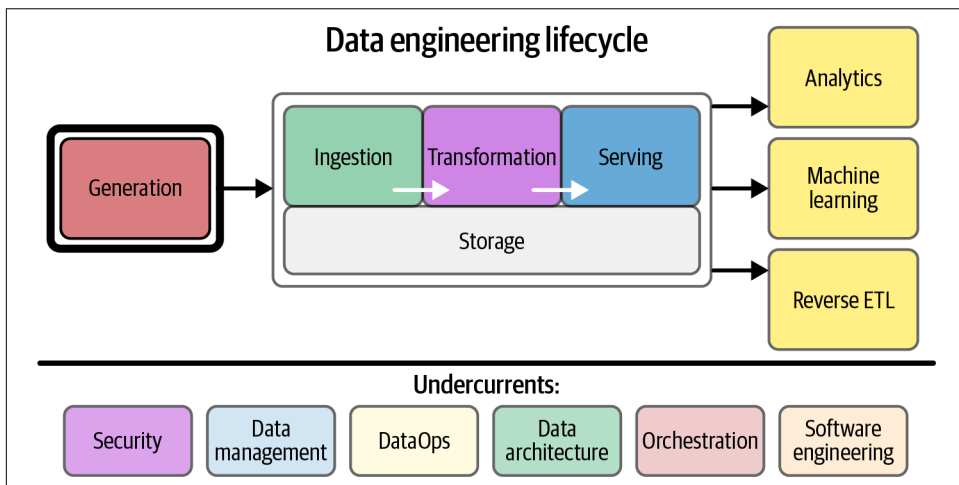 Data engineering lifecycle
Generation
Ingestion
Transformation
Serving
Storage
Analytics
Machine
learning
Reverse ETL
Undercurrents:
Security
Data
management
DataOps
Data
architecture
Orchestration
Software
engineering